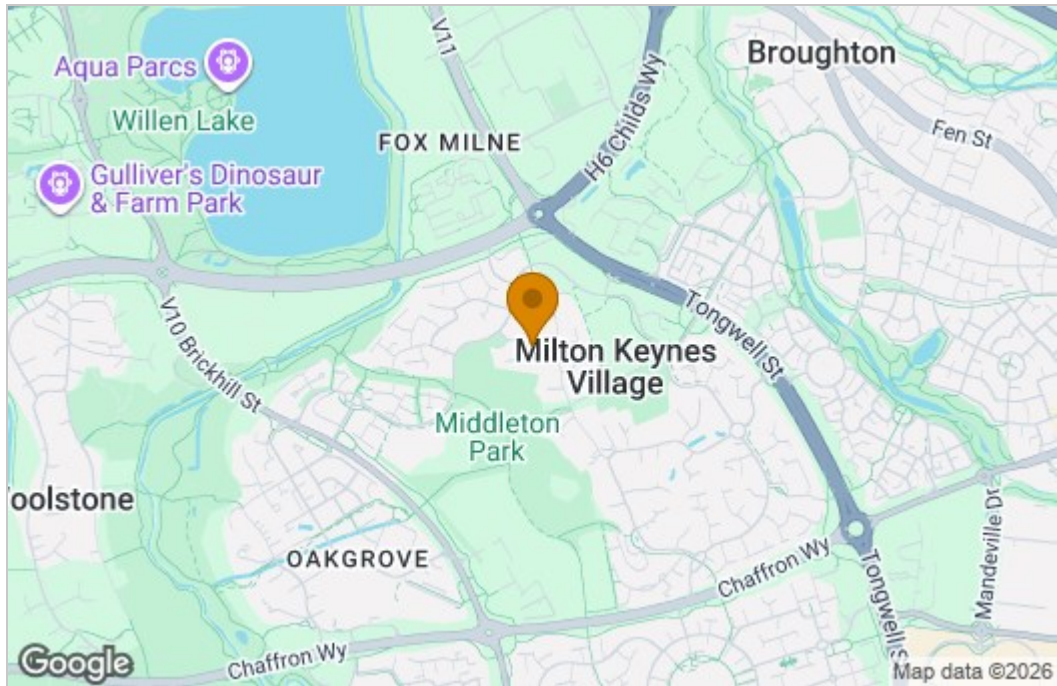 V11
Broughton
Aqua Parcs
Willen Lake
H6 Childs Wy
Fen St
FOX MILNE
Gulliver's Dinosaur
& Farm Park
Tongwell St
V10 Brickhill St
Milton Keynes
Village
Middleton
Park
oolstone
OAKGROVE
Chaffron Wy
Mandeville Dr
Tongwell S
Chaffron Wy
Google
Map data ©2026